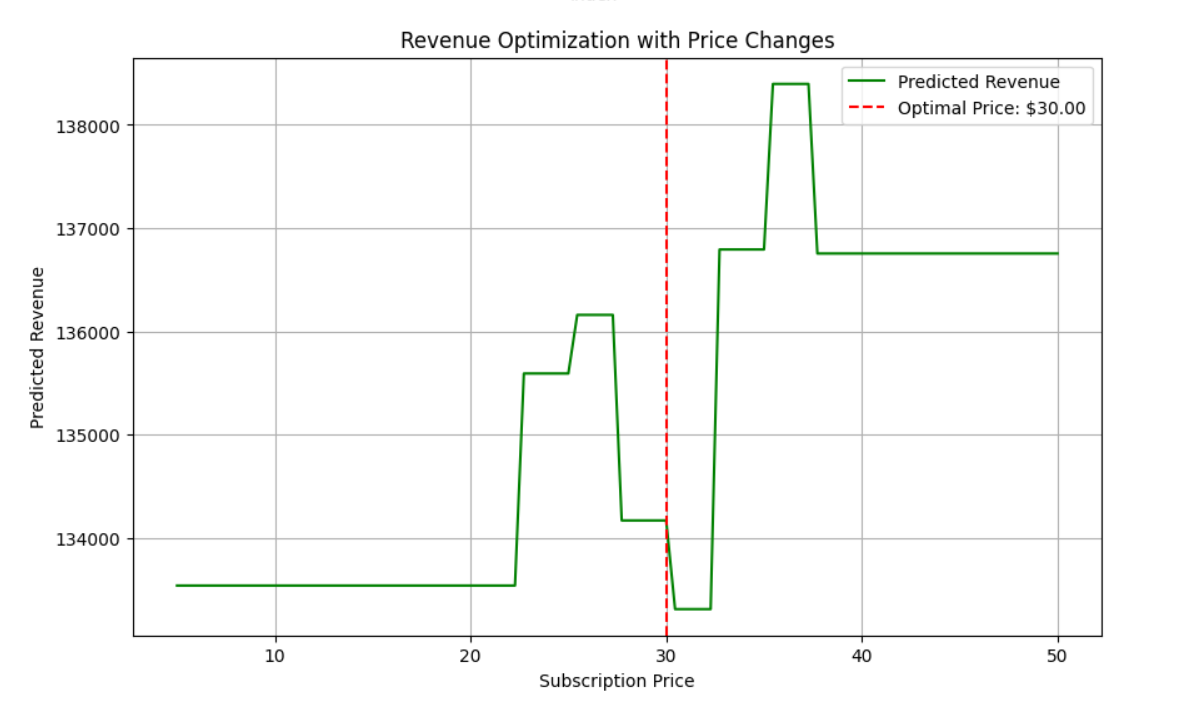 Revenue Optimization with Price Changes
Predicted Revenue
Optimal Price: $30.00
138000
137000
136000
135000
134000
Predicted Revenue
10 20 30 40 50
Subscription Price